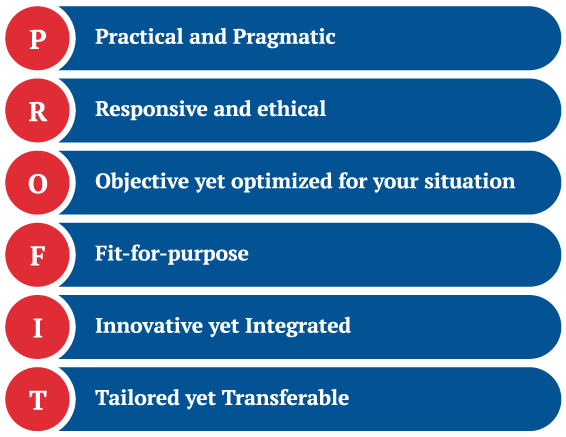 P Practical and Pragmatic
R Responsive and ethical
O Objective yet optimized for your situation
F Fit-for-purpose
I Innovative yet Integrated
T Tailored yet Transferable